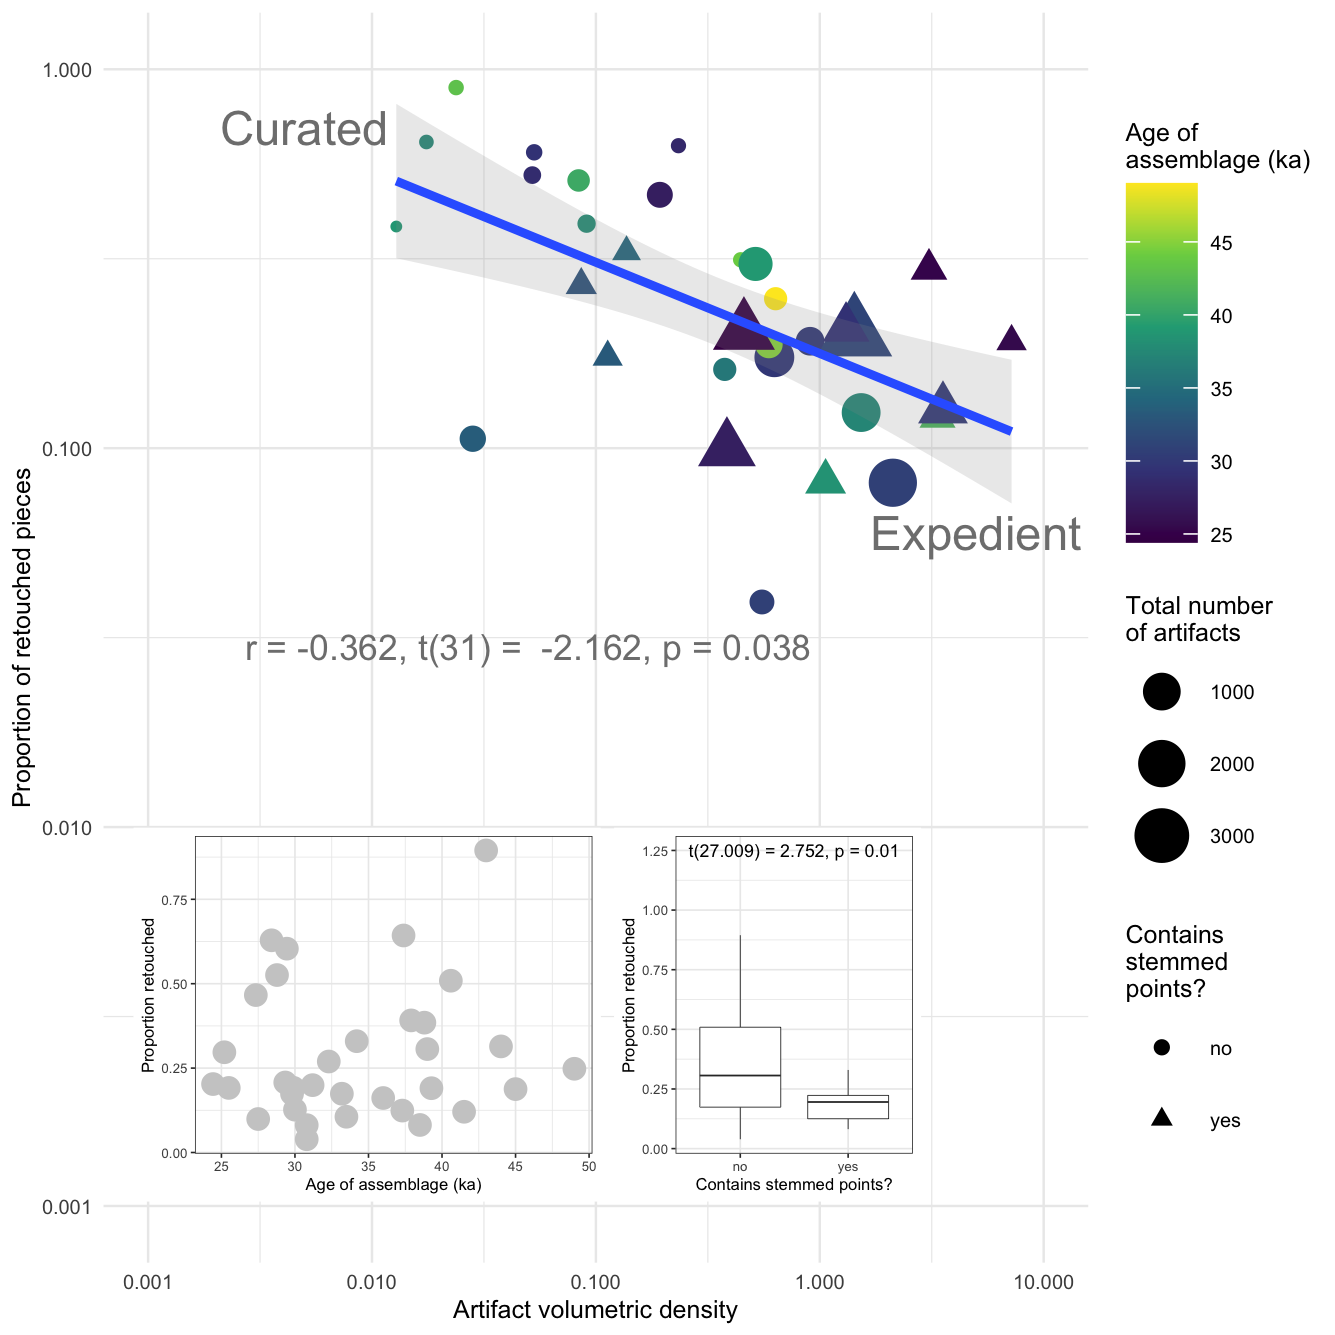 1.000
0.100
0.010
0.001
Proportion of retouched pieces
Curated
Expedient
r = -0.362, t(31) =  -2.162, p = 0.038
0.75
0.50
0.25
0.00
Proportion retouched
25 30 35 40 45 50
Age of assemblage (ka)
t(27.009) = 2.752, p = 0.01
1.25
1.00
0.75
0.50
0.25
0.00
Proportion retouched
no yes
Contains stemmed points?
0.001 0.010 0.100 1.000 10.000
Artifact volumetric density
Age of
assemblage (ka)
45
40
35
30
25
Total number
of artifacts
1000
2000
3000
Contains
stemmed
points?
no
yes